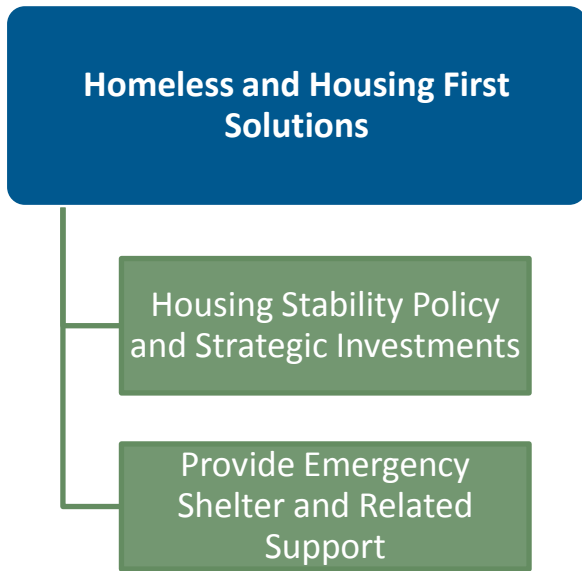 Homeless and Housing First
Solutions
Housing Stability Policy
and Strategic Investments
Provide Emergency
Shelter and Related
Support